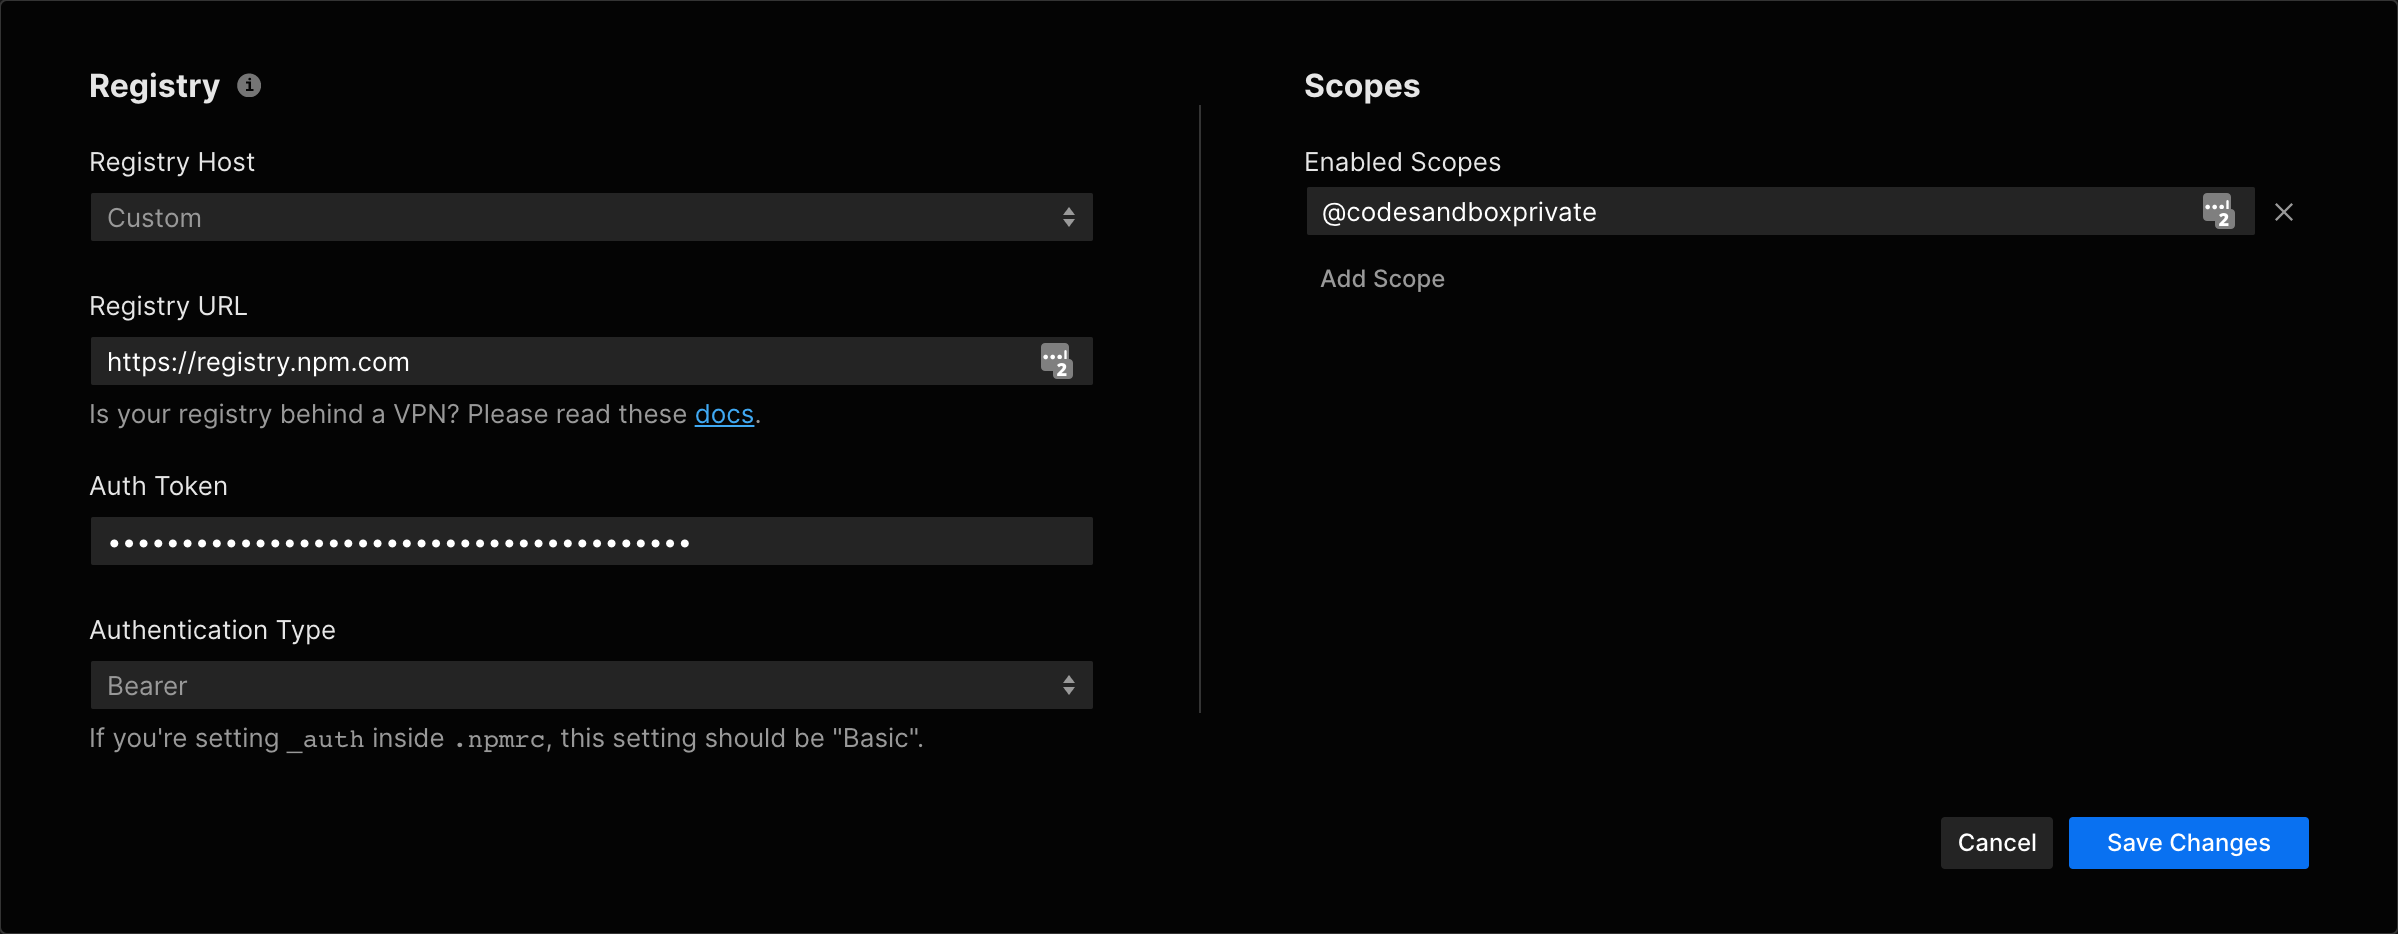 Registry
Registry Host
Custom
Registry URL
https://registry.npm.com
2
Is your registry behind a VPN? Please read these docs.
Auth Token
••••••••••••••••••••••••••••••••••••••••
Authentication Type
Bearer
If you're setting _auth inside .npmrc, this setting should be "Basic".
Scopes
Enabled Scopes
@codesandboxprivate
2
Add Scope
Cancel
Save Changes